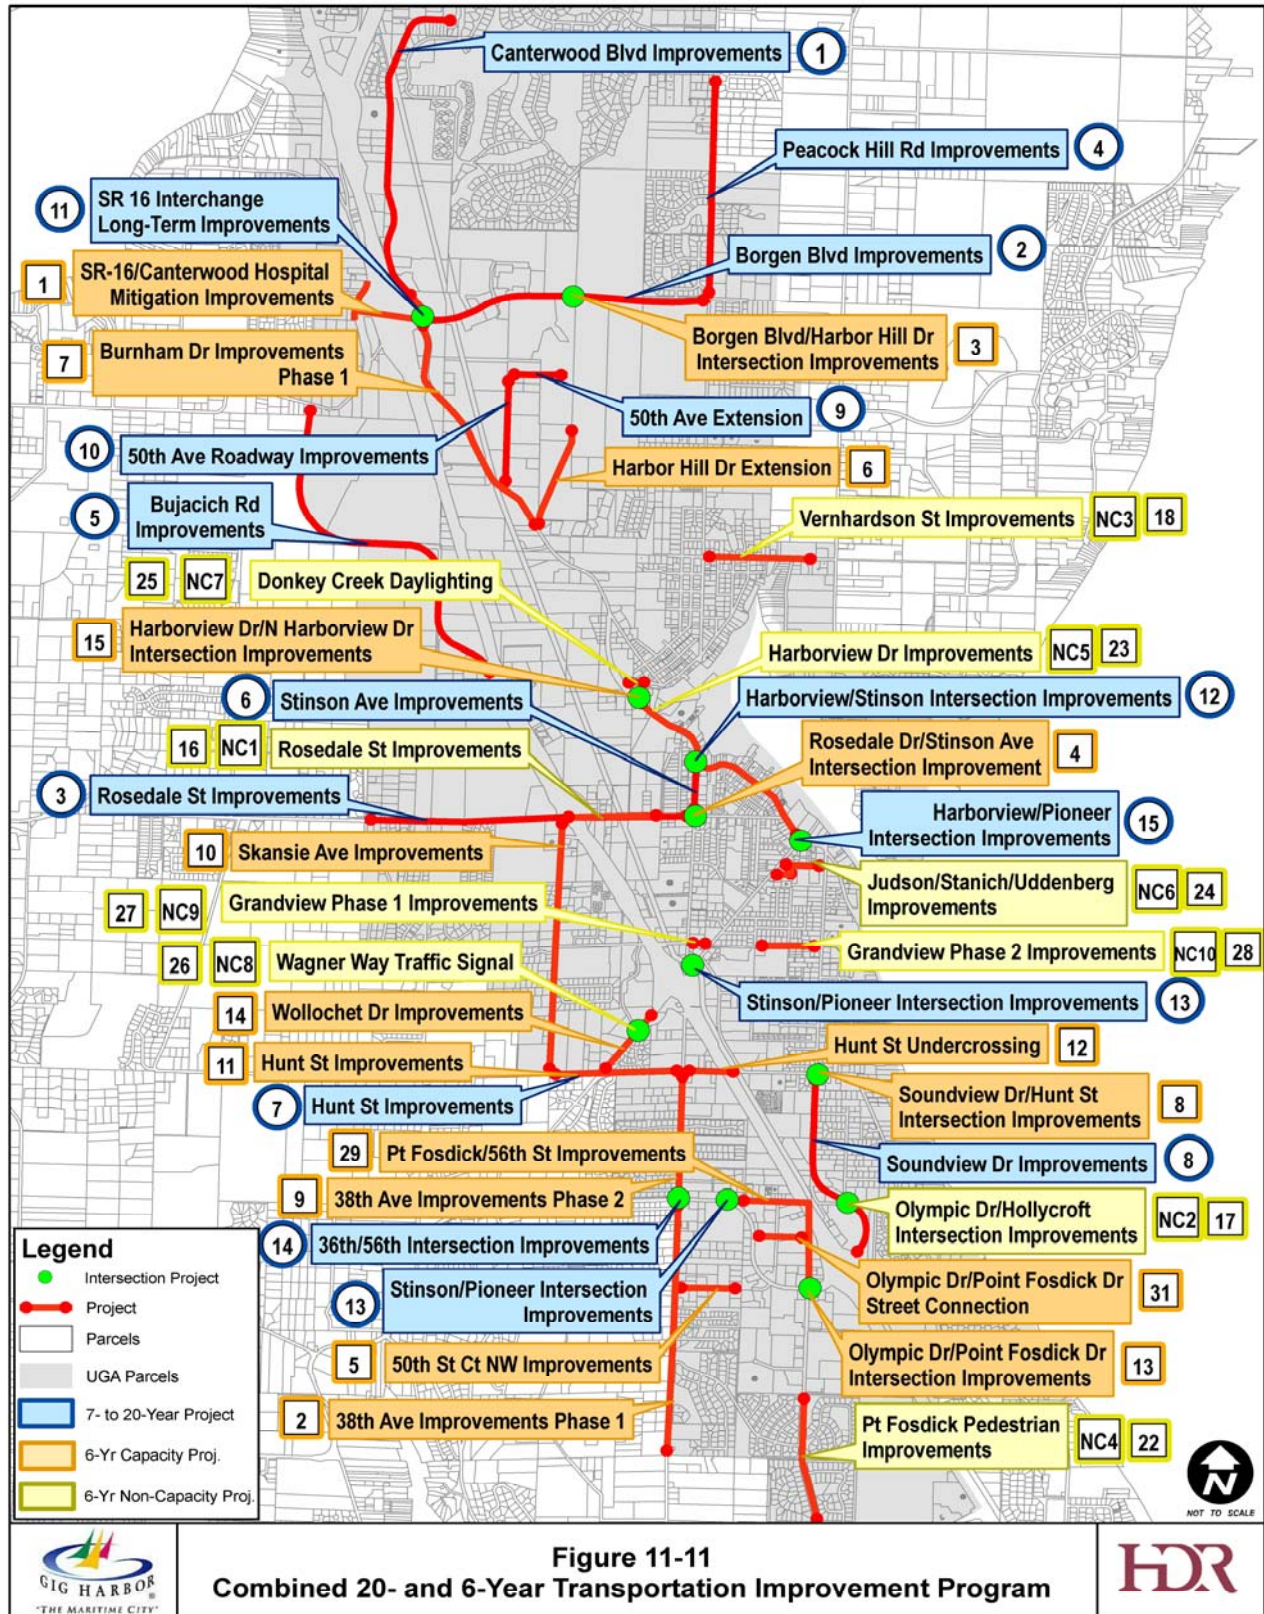 Canterwood Blvd Improvements
1
Peacock Hill Rd Improvements
4
11
SR 16 Interchange
Long-Term Improvements
Borgen Blvd Improvements
2
1
SR-16/Canterwood Hospital
Mitigation Improvements
7
Burnham Dr Improvements
Phase 1
Borgen Blvd/Harbor Hill Dr
Intersection Improvements
3
50th Ave Extension
9
10
50th Ave Roadway Improvements
Harbor Hill Dr Extension
6
5
Bujacich Rd
Improvements
Vernhardson St Improvements
NC3
18
25
NC7
Donkey Creek Daylighting
15
Harborview Dr/N Harborview Dr
Intersection Improvements
Harborview Dr Improvements
NC5
23
6
Stinson Ave Improvements
Harborview/Stinson Intersection Improvements
12
16
NC1
Rosedale St Improvements
Rosedale Dr/Stinson Ave
Intersection Improvement
4
3
Rosedale St Improvements
Harborview/Pioneer
Intersection Improvements
15
10
Skansie Ave Improvements
Judson/Stanich/Uddenberg
Improvements
NC6
24
27
NC9
Grandview Phase 1 Improvements
Grandview Phase 2 Improvements
NC10
28
26
NC8
Wagner Way Traffic Signal
Stinson/Pioneer Intersection Improvements
13
14
Wollochet Dr Improvements
Hunt St Undercrossing
12
11
Hunt St Improvements
Soundview Dr/Hunt St
Intersection Improvements
8
7
Hunt St Improvements
29
Pt Fosdick/56th St Improvements
Soundview Dr Improvements
8
9
38th Ave Improvements Phase 2
Olympic Dr/Hollycroft
Intersection Improvements
NC2
17
14
36th/56th Intersection Improvements
13
Stinson/Pioneer Intersection
Improvements
Olympic Dr/Point Fosdick Dr
Street Connection
31
5
50th St Ct NW Improvements
Olympic Dr/Point Fosdick Dr
Intersection Improvements
13
2
38th Ave Improvements Phase 1
Pt Fosdick Pedestrian
Improvements
NC4
22
Legend
Intersection Project
Project
Parcels
UGA Parcels
7- to 20-Year Project
6-Yr Capacity Proj.
6-Yr Non-Capacity Proj.
N
NOT TO SCALE
GIG HARBOR
®
"THE MARITIME CITY"
Figure 11-11
Combined 20- and 6-Year Transportation Improvement Program
HDR